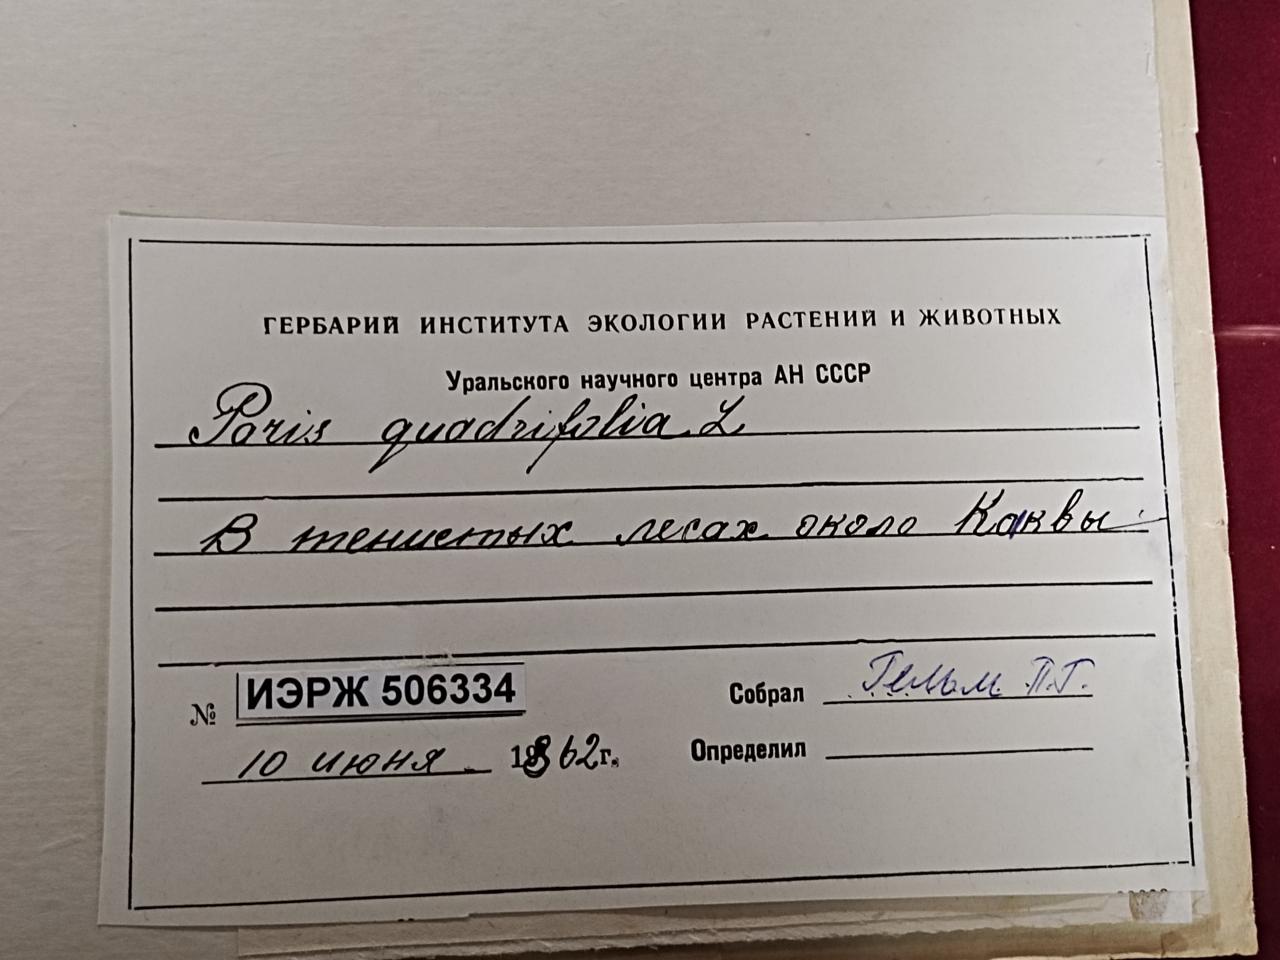 ГЕРБАРИЙ ИНСТИТУТА ЭКОЛОГИИ РАСТЕНИЙ И ЖИВОТНЫХ
Уральского научного центра АН СССР
Paris quadrifolia L
В тенистых лесах около Каквы
№ ИЭРЖ 506334
Собрал Гельм П.Г.
10 июня 1862г.
Определил